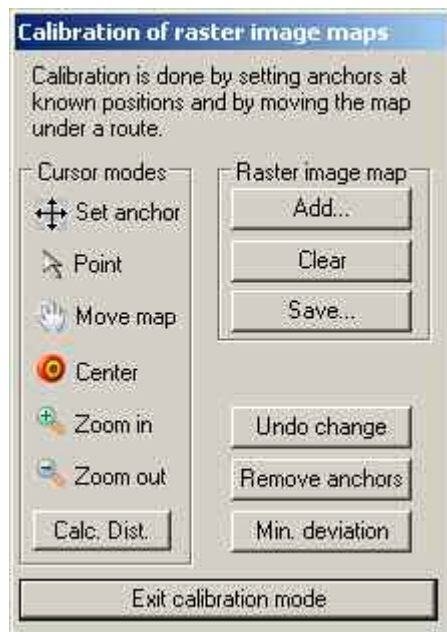 Calibration of raster image maps
Calibration is done by setting anchors at
known positions and by moving the map
under a route.
Cursor modes
Set anchor
Point
Move map
Center
Zoom in
Zoom out
Calc. Dist.
Raster image map
Add...
Clear
Save...
Undo change
Remove anchors
Min. deviation
Exit calibration mode